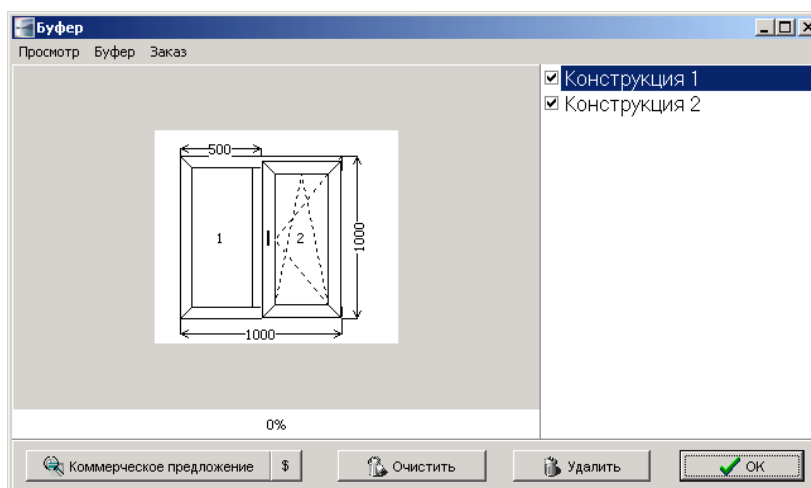 Буфер
Просмотр Буфер Заказ
Конструкция 1
Конструкция 2
500
1
2
1000
1000
0%
Коммерческое предложение $ Очистить Удалить OK